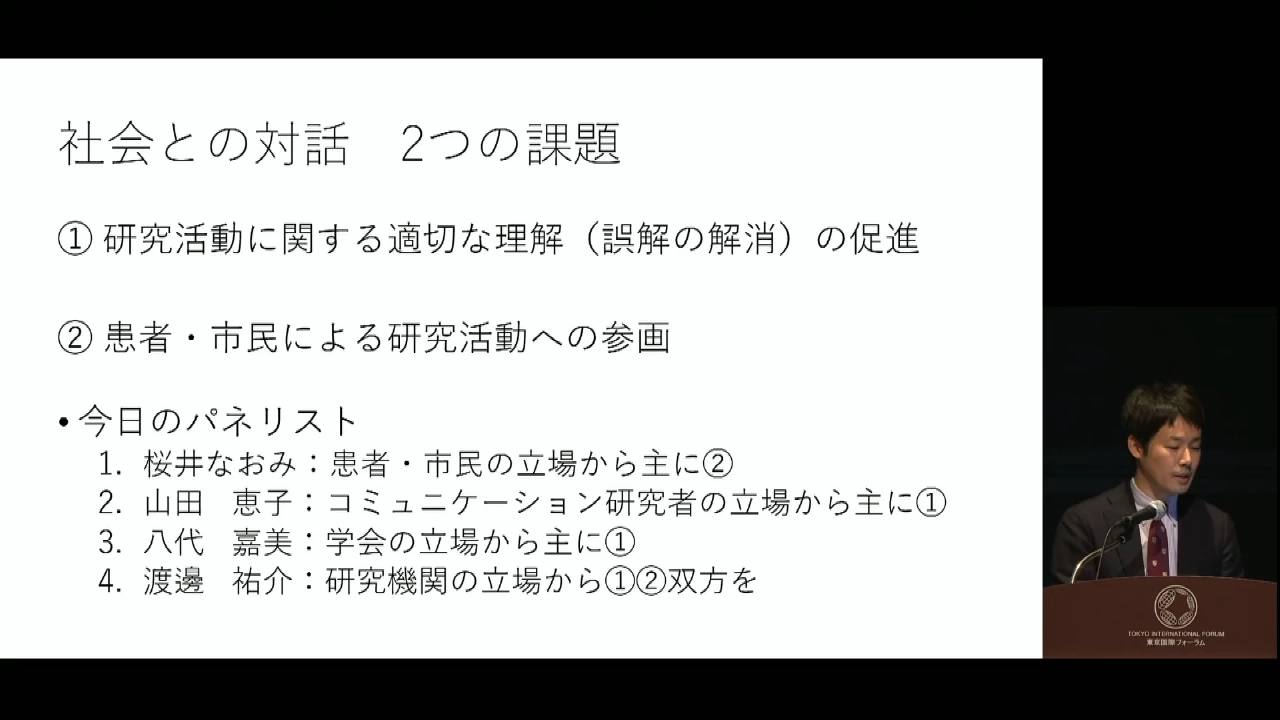 社会との対話　2つの課題
① 研究活動に関する適切な理解（誤解の解消）の促進
② 患者・市民による研究活動への参画
• 今日のパネリスト
1. 桜井なおみ：患者・市民の立場から主に②
2. 山田　恵子：コミュニケーション研究者の立場から主に①
3. 八代　嘉美：学会の立場から主に①
4. 渡邊　祐介：研究機関の立場から①②双方を
TOKYO INTERNATIONAL FORUM
東京国際フォーラム